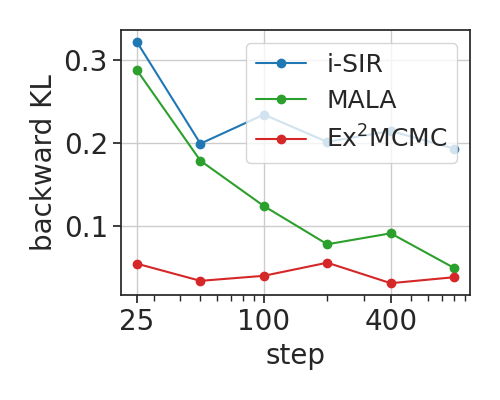 backward KL
0.3
0.2
0.1
i-SIR
MALA
Ex²MCMC
25
100
400
step